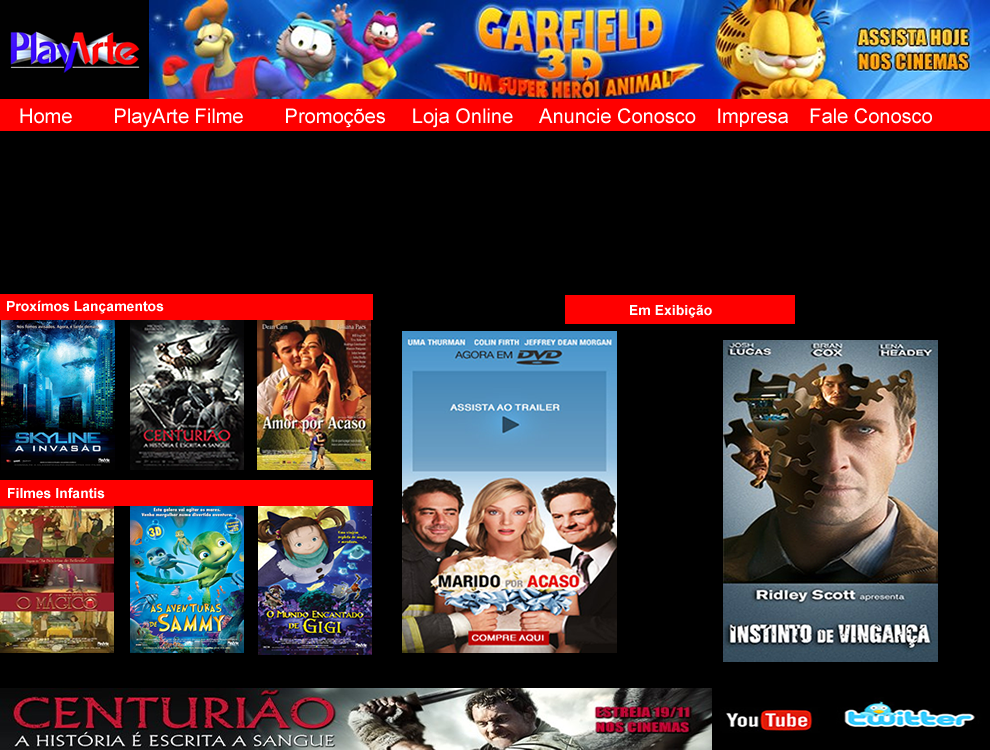 PlayArte
GARFIELD
3D
UM SUPER HERÓI ANIMAL
ASSISTA HOJE
NOS CINEMAS
Home PlayArte Filme Promoções Loja Online Anuncie Conosco Impresa Fale Conosco
Proxímos Lançamentos
Em Exibição
SKYLINE
A INVASÃO
CENTURIÃO
A HISTÓRIA É ESCRITA A SANGUE
Dean Cain
Amor por Acaso
UMA THURMAN COLIN FIRTH JEFFREY DEAN MORGAN
AGORA EM DVD
ASSISTA AO TRAILER
MARIDO POR ACASO
COMPRE AQUI
JOSH LUCAS
BRIAN COX
LENA HEADEY
Ridley Scott apresenta
INSTINTO DE VINGANÇA
Filmes Infantis
O MÁGICO
3D
AS AVENTURAS
DE SAMMY
O MUNDO ENCANTADO
DE GIGI
CENTURIÃO
A HISTÓRIA É ESCRITA A SANGUE
ESTREIA 19/11
NOS CINEMAS
YouTube
twitter